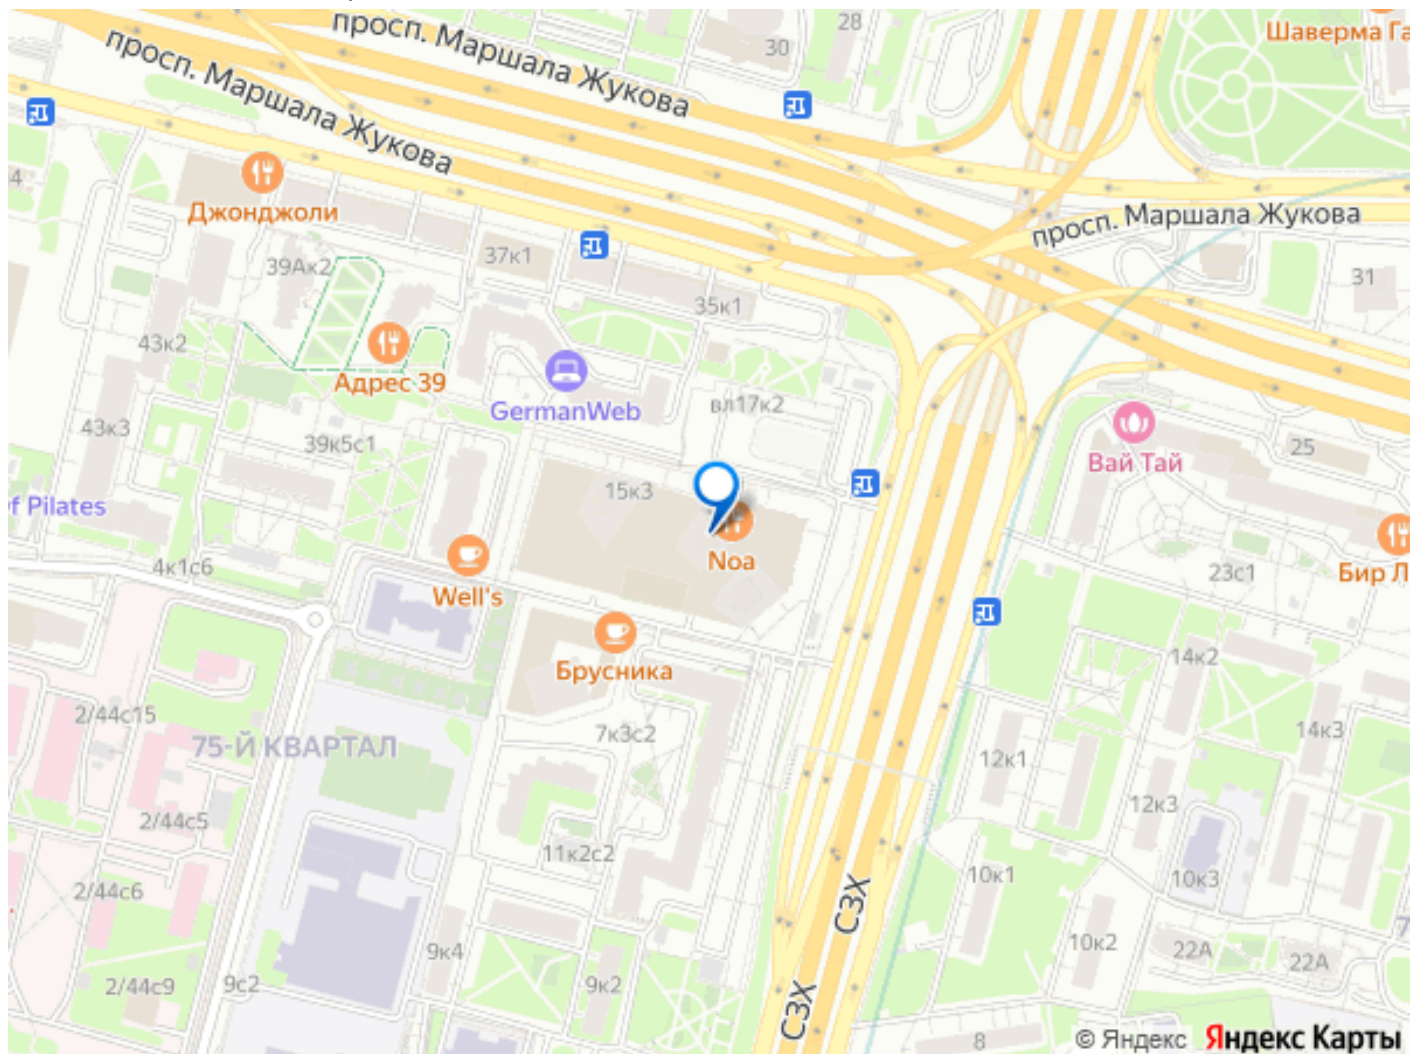 28
30
Шаверма Га
просп. Маршала Жукова
просп. Маршала Жукова
4
Джонджоли
просп. Маршала Жукова
39Ак2
37к1
31
35к1
43к2
Адрес 39
GermanWeb
вл17к2
43к3
39к5с1
25
Вай Тай
15к3
f Pilates
Noa
4к1с6
Well's
23с1
Бир Л
Брусника
14к2
2/44с15
75-Й КВАРТАЛ
7к3с2
14к3
12к1
12к3
2/44с5
11к2с2
2/44с6
10к1
10к3
СЗХ
9к4
10к2
22А
22А
7
2/44с9
9с2
9к2
СЗХ
8
© Яндекс Яндекс Карты